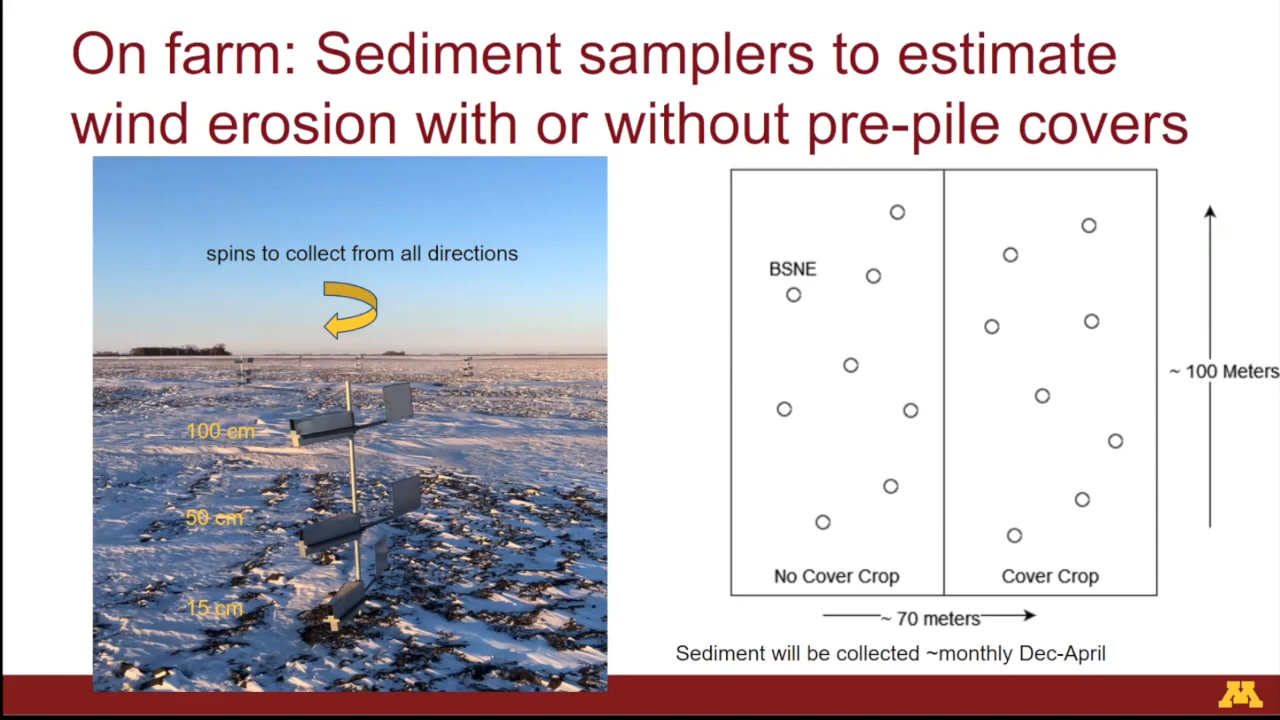 On farm: Sediment samplers to estimate
wind erosion with or without pre-pile covers
spins to collect from all directions
100 cm
50 cm
15 cm
BSNE
~ 100 Meters
No Cover Crop
Cover Crop
~ 70 meters
Sediment will be collected ~monthly Dec-April
M